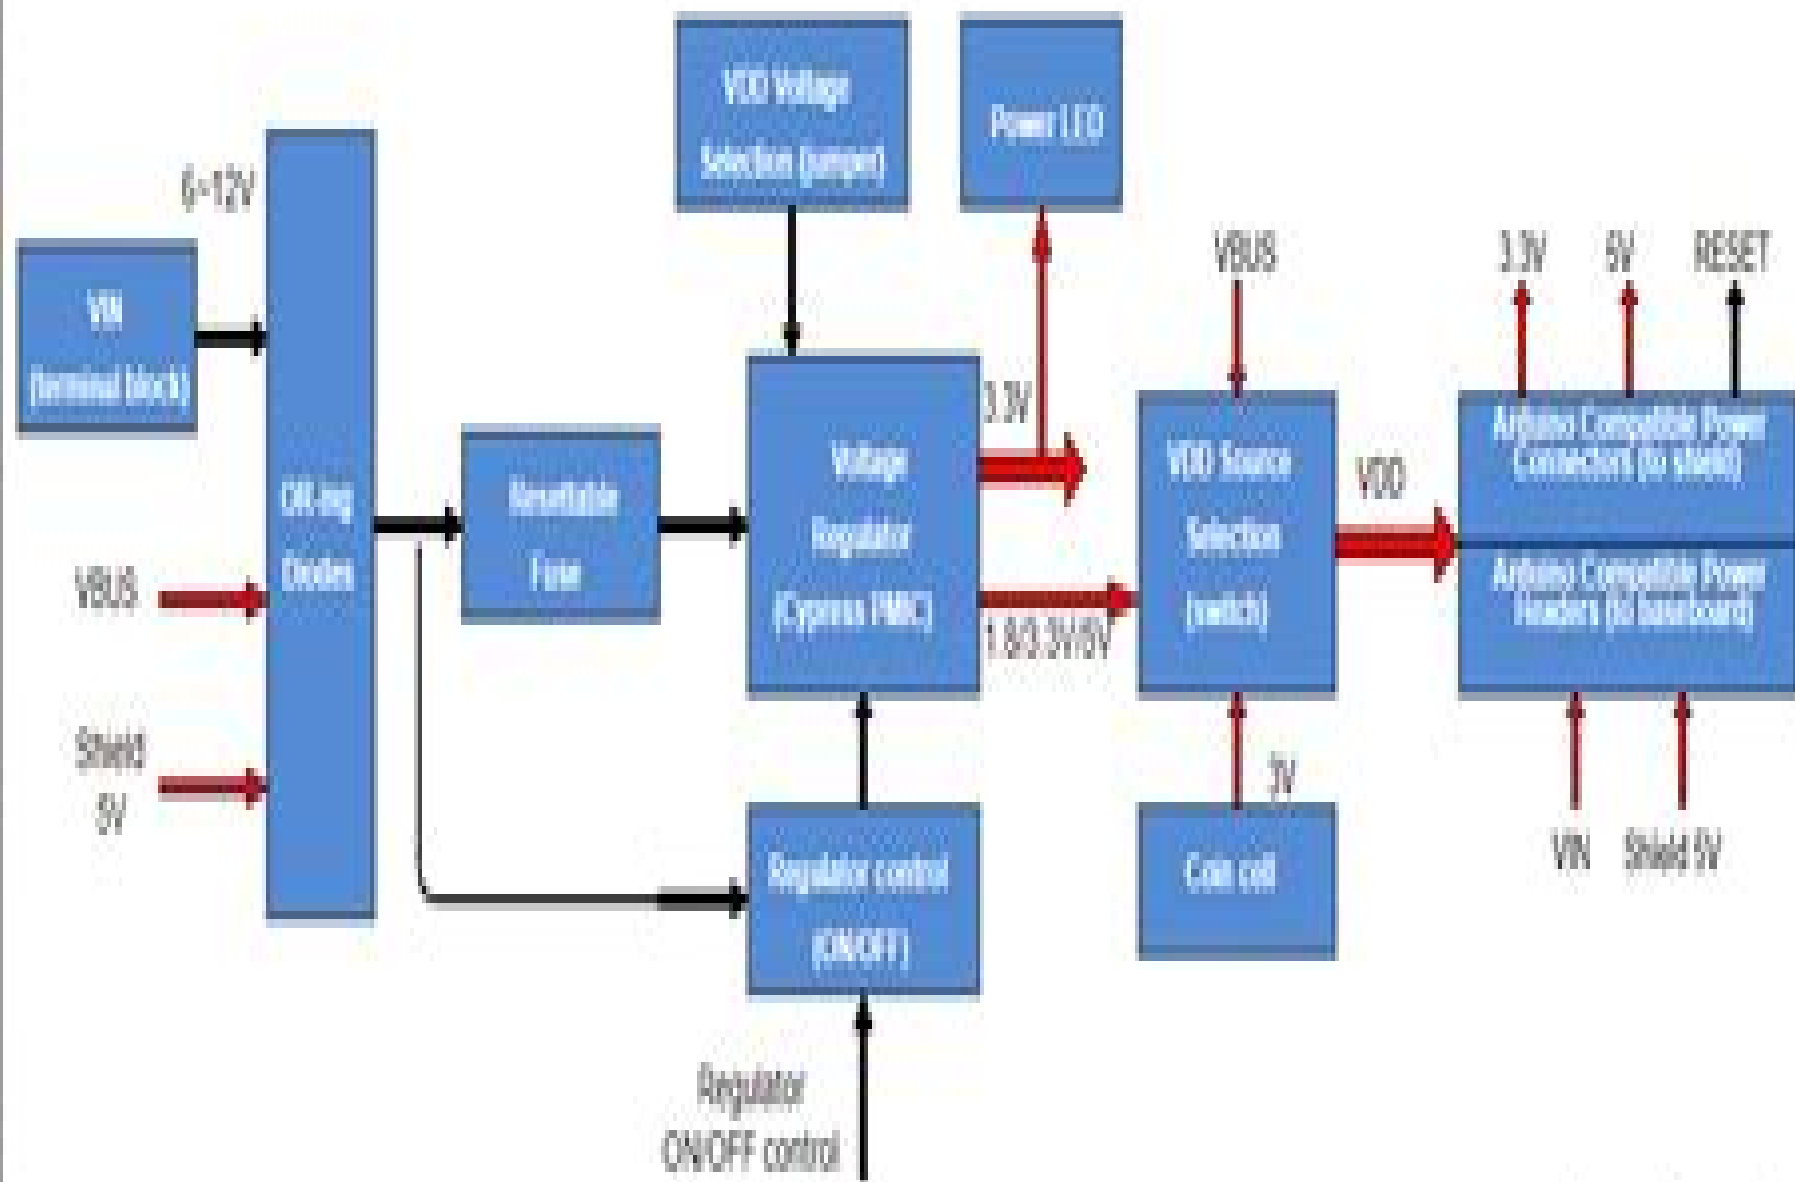 VDD Voltage
Selection (jumper)
Power LED
6~12V
VIN
(terminal block)
VBUS
3.3V
RESET
3.3V
OR-ing
Diodes
Resettable
Fuse
Voltage
Regulator
(Cypress PMIC)
VDD Source
Selection
(switch)
VDD
Arduino Compatible Power
Connectors (to shield)
Arduino Compatible Power
Headers (to baseboard)
VBUS
1.8/3.3V/5V
Shield
5V
3V
Regulator control
(ON/OFF)
Coin cell
VIN
Shield 5V
Regulator
ON/OFF control